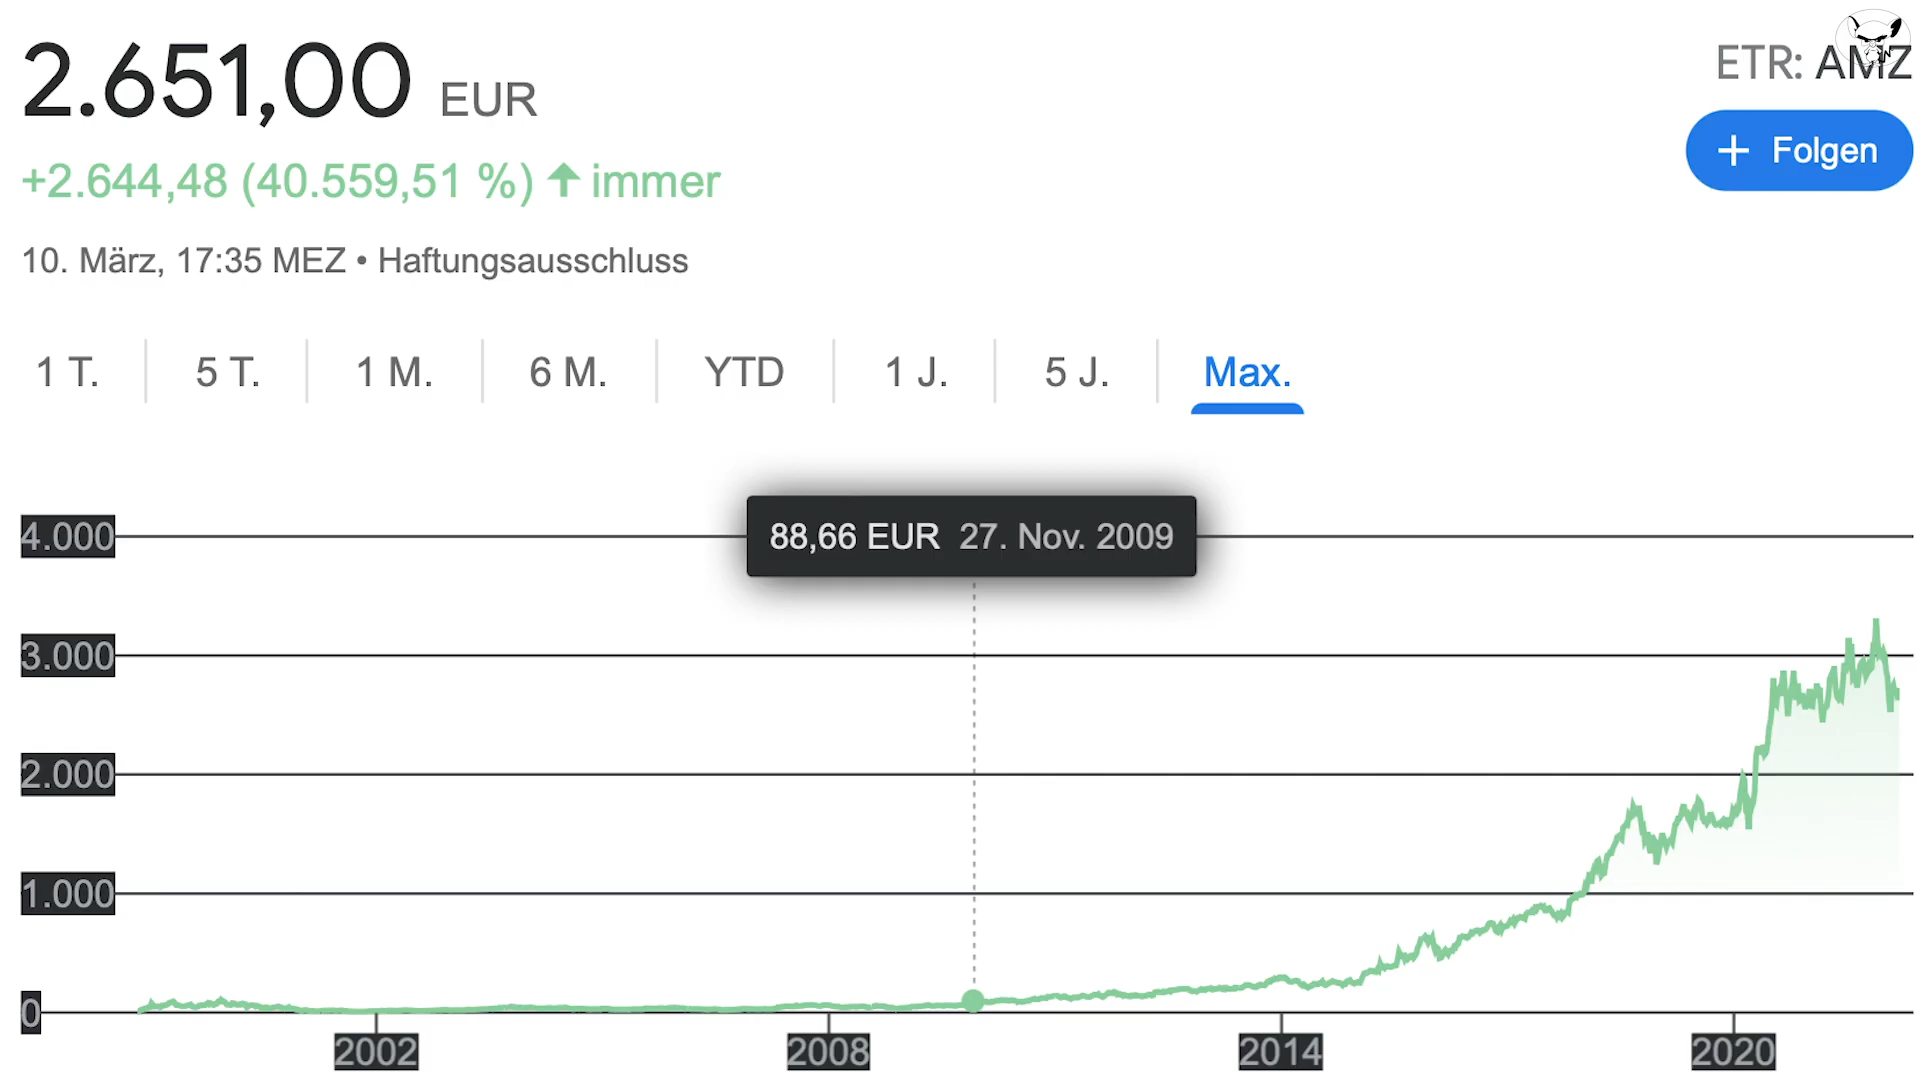 2.651,00 EUR
ETR: AMZ
+2.644,48 (40.559,51 %) ↑ immer
+ Folgen
10. März, 17:35 MEZ • Haftungsausschluss
1 T. 5 T. 1 M. 6 M. YTD 1 J. 5 J. Max.
88,66 EUR 27. Nov. 2009
4.000
3.000
2.000
1.000
0
2002 2008 2014 2020